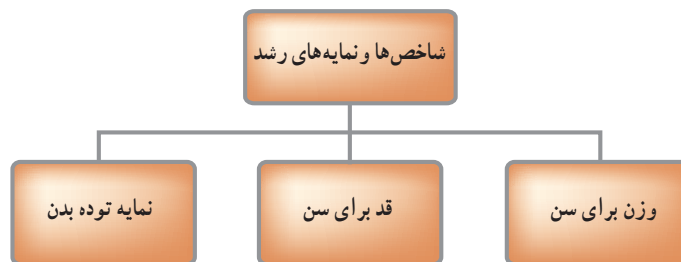 شاخص‌ها و نمایه‌های رشد
وزن برای سن
قد برای سن
نمایه توده بدن